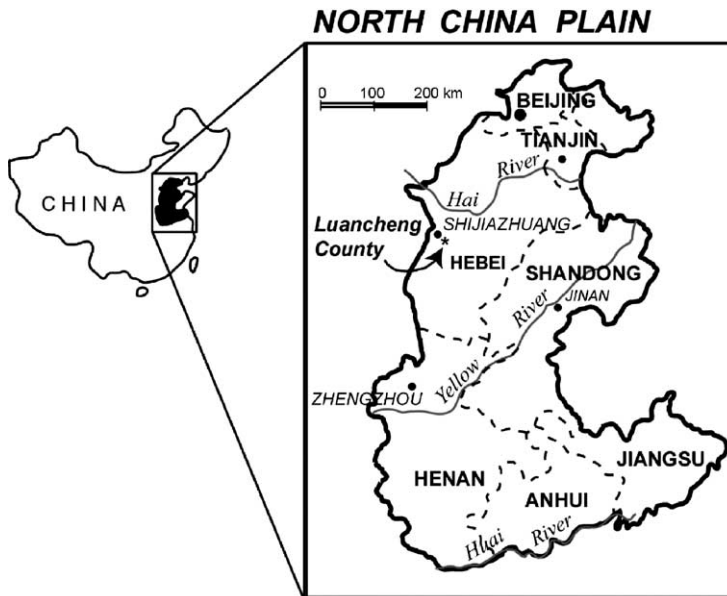 NORTH CHINA PLAIN
0 100 200 km
BEIJING
TIANJIN
Hai River
CHINA
SHIJIAZHUANG
Luancheng
County
*
HEBEI
SHANDONG
JINAN
Yellow River
ZHENGZHOU
HENAN
JIANGSU
ANHUI
Huai River